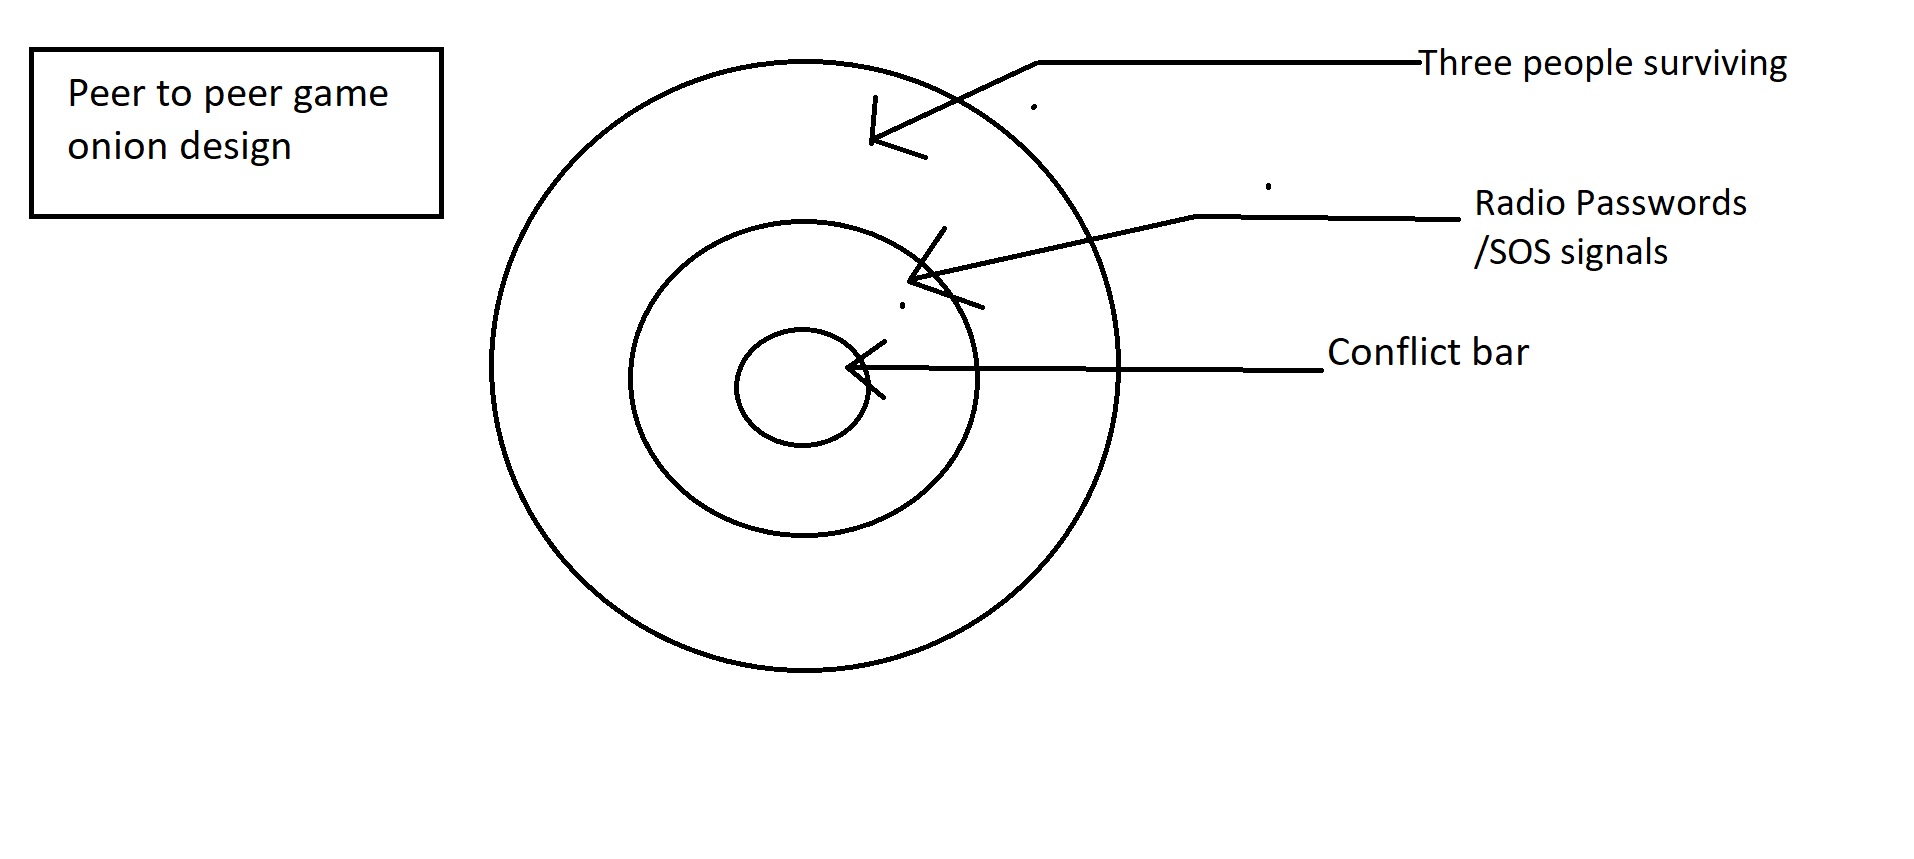 Peer to peer game
onion design
Three people surviving
Radio Passwords
/SOS signals
Conflict bar